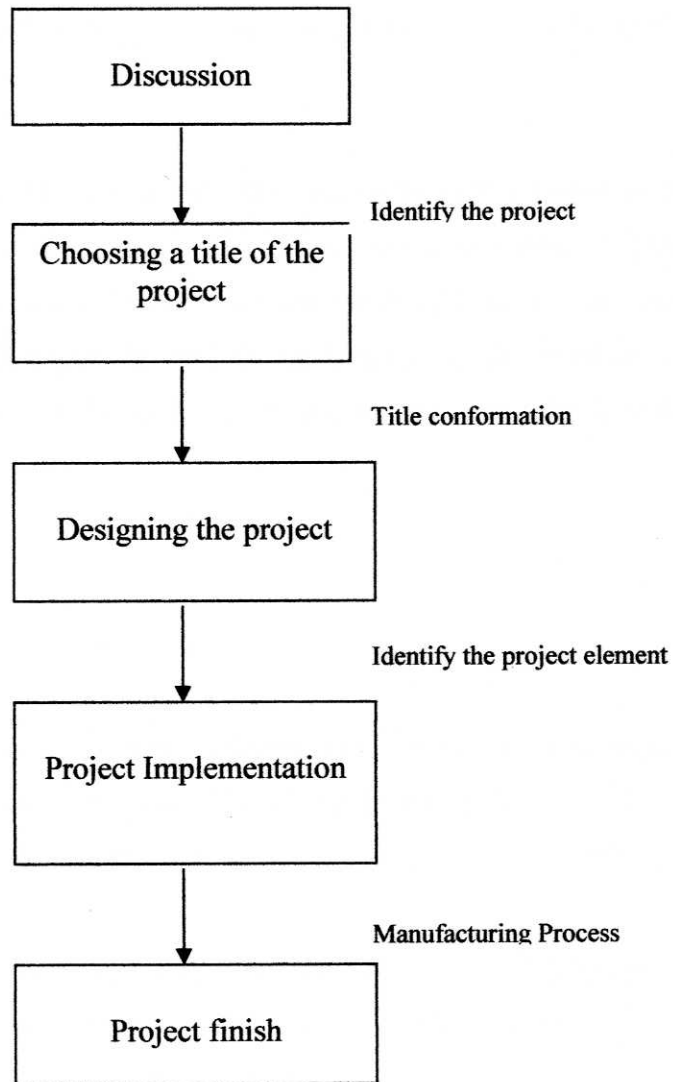 Discussion
Identify the project
Choosing a title of the
project
Title conformation
Designing the project
Identify the project element
Project Implementation
Manufacturing Process
Project finish